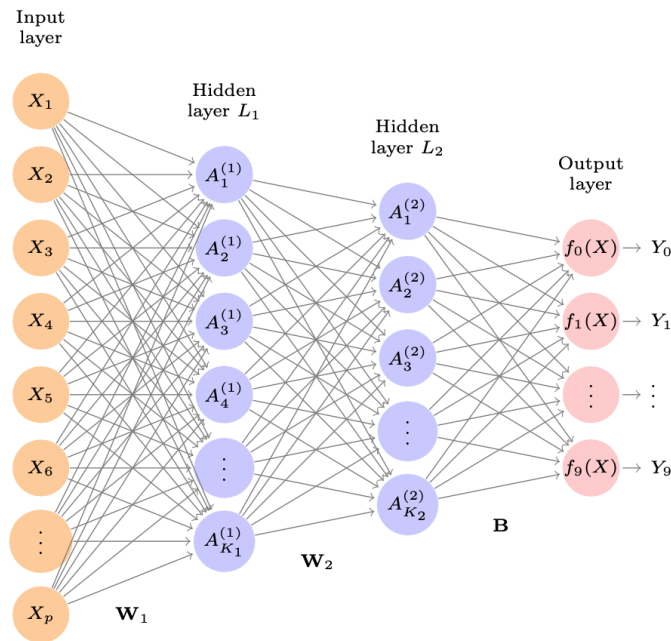 Input
layer
X₁
X₂
X₃
X₄
X₅
X₆
⋮
Xₚ
Hidden
layer L₁
A₁⁽¹⁾
A₂⁽¹⁾
A₃⁽¹⁾
A₄⁽¹⁾
⋮
A_{K₁}⁽¹⁾
Hidden
layer L₂
A₁⁽²⁾
A₂⁽²⁾
A₃⁽²⁾
⋮
A_{K₂}⁽²⁾
Output
layer
f₀(X) Y₀
f₁(X) Y₁
⋮ ⋮
f₉(X) Y₉
W₁
W₂
B